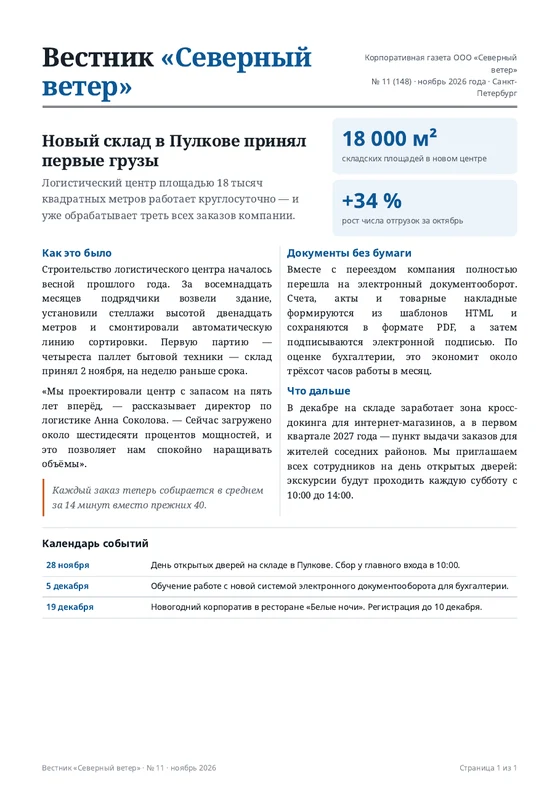 Вестник «Северный
ветер»
Корпоративная газета ООО «Северный
ветер»
№ 11 (148) · ноябрь 2026 года · Санкт-
Петербург
Новый склад в Пулкове принял
первые грузы
Логистический центр площадью 18 тысяч
квадратных метров работает круглосуточно — и
уже обрабатывает треть всех заказов компании.
18 000 м²
складских площадей в новом центре
+34 %
рост числа отгрузок за октябрь
Как это было
Строительство логистического центра началось
весной прошлого года. За восемнадцать
месяцев подрядчики возвели здание,
установили стеллажи высотой двенадцать
метров и смонтировали автоматическую
линию сортировки. Первую партию —
четыреста паллет бытовой техники — склад
принял 2 ноября, на неделю раньше срока.
«Мы проектировали центр с запасом на пять
лет вперёд, — рассказывает директор по
логистике Анна Соколова. — Сейчас загружено
около шестидесяти процентов мощностей, и
это позволяет нам спокойно наращивать
объёмы».
Каждый заказ теперь собирается в среднем
за 14 минут вместо прежних 40.
Документы без бумаги
Вместе с переездом компания полностью
перешла на электронный документооборот.
Счета, акты и товарные накладные
формируются из шаблонов HTML и
сохраняются в формате PDF, а затем
подписываются электронной подписью. По
оценке бухгалтерии, это экономит около
трёхсот часов работы в месяц.
Что дальше
В декабре на складе заработает зона кросс-
докинга для интернет-магазинов, а в первом
квартале 2027 года — пункт выдачи заказов для
жителей соседних районов. Мы приглашаем
всех сотрудников на день открытых дверей:
экскурсии будут проходить каждую субботу с
10:00 до 14:00.
Календарь событий
28 ноября День открытых дверей на складе в Пулкове. Сбор у главного входа в 10:00.
5 декабря Обучение работе с новой системой электронного документооборота для бухгалтерии.
19 декабря Новогодний корпоратив в ресторане «Белые ночи». Регистрация до 10 декабря.
Вестник «Северный ветер» · № 11 · ноябрь 2026 Страница 1 из 1